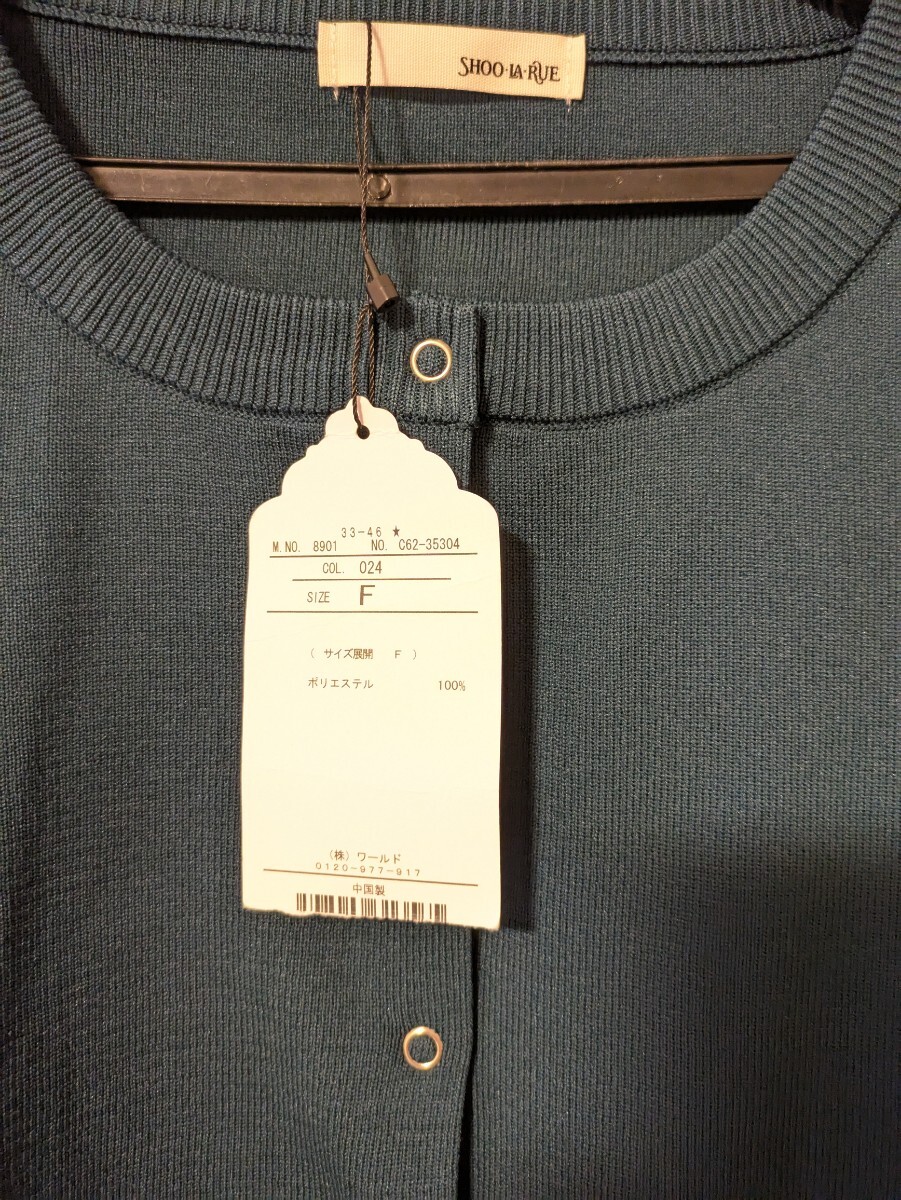 SHOO·LA·RUE
33-46 ★
M.NO. 8901 NO. C62-35304
COL. 024
SIZE F
( サイズ展開 F )
ポリエステル 100%
(株)ワールド
0120-977-917
中国製